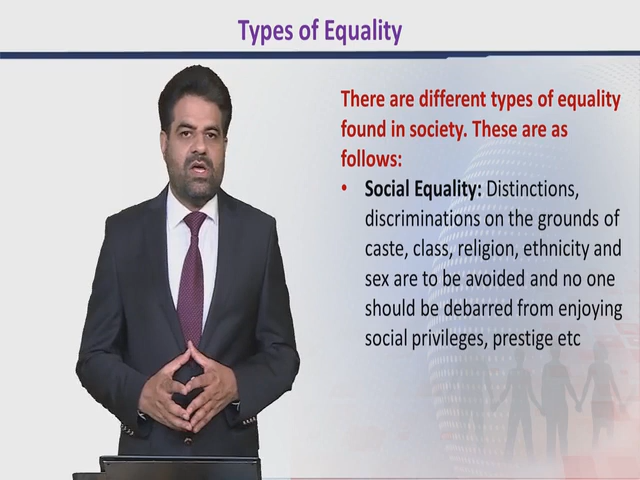 Types of Equality
There are different types of equality
found in society. These are as
follows:
• Social Equality: Distinctions,
discriminations on the grounds of
caste, class, religion, ethnicity and
sex are to be avoided and no one
should be debarred from enjoying
social privileges, prestige etc